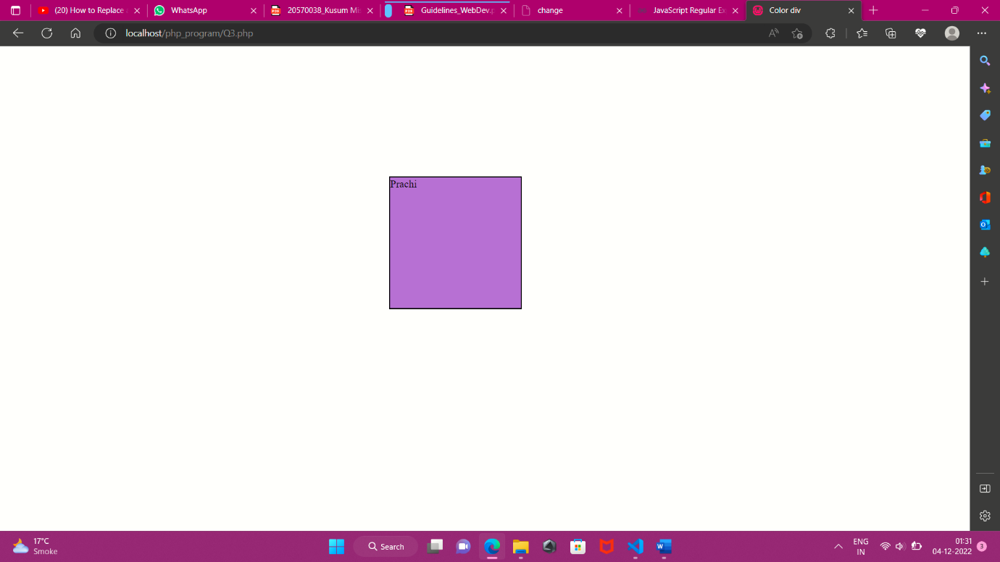 (20) How to Replace
WhatsApp
20570038_Kusum Mis
Guidelines_WebDev.p
change
JavaScript Regular Ex
Color div
localhost/php_program/Q3.php
Prachi
17°C
Smoke
Search
ENG
IN
01:31
04-12-2022
3